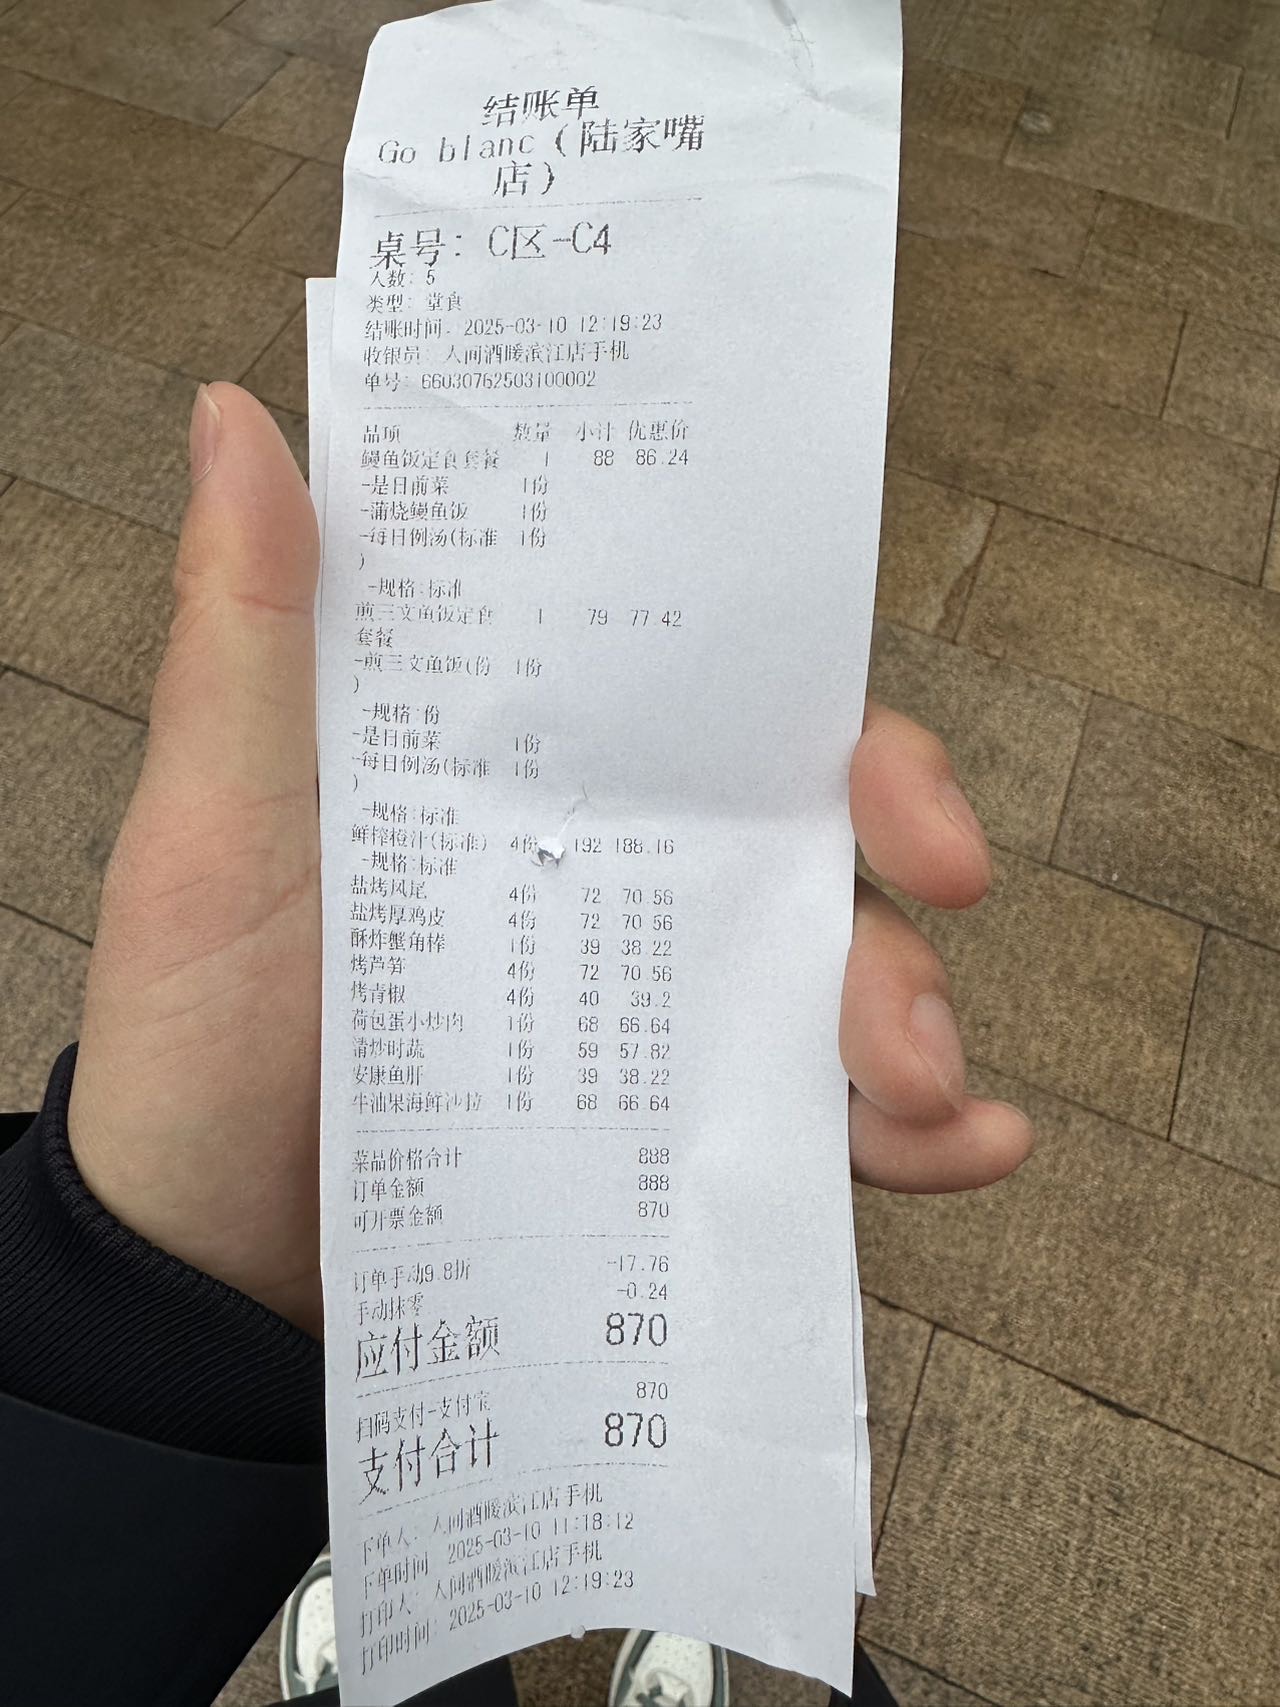 结账单
Go blanc(陆家嘴
店)
桌号: C区-C4
人数: 5
类型: 堂食
结账时间: 2025-03-10 12:19:23
收银员: 人间酒暖滨江店手机
单号: 66030762503100002
品项 数量 小计 优惠价
鳗鱼饭定食套餐 1 88 86.24
-是日前菜 1份
-蒲烧鳗鱼饭 1份
-每日例汤(标准 1份
)
-规格:标准
煎三文鱼饭定食 1 79 77.42
套餐
-煎三文鱼饭(份 1份
)
-规格:份
-是日前菜 1份
-每日例汤(标准 1份
)
-规格:标准
鲜榨橙汁(标准) 4份 192 188.16
-规格:标准
盐烤凤尾 4份 72 70.56
盐烤厚鸡皮 4份 72 70.56
酥炸蟹角棒 1份 39 38.22
烤芦笋 4份 72 70.56
烤青椒 4份 40 39.2
荷包蛋小炒肉 1份 68 66.64
清炒时蔬 1份 59 57.82
安康鱼肝 1份 39 38.22
牛油果海鲜沙拉 1份 68 66.64
菜品价格合计 888
订单金额 888
可开票金额 870
订单手动9.8折 -17.76
手动抹零 -0.24
应付金额 870
扫码支付-支付宝 870
支付合计 870
下单人: 人间酒暖滨江店手机
下单时间: 2025-03-10 11:18:12
打印人: 人间酒暖滨江店手机
打印时间: 2025-03-10 12:19:23